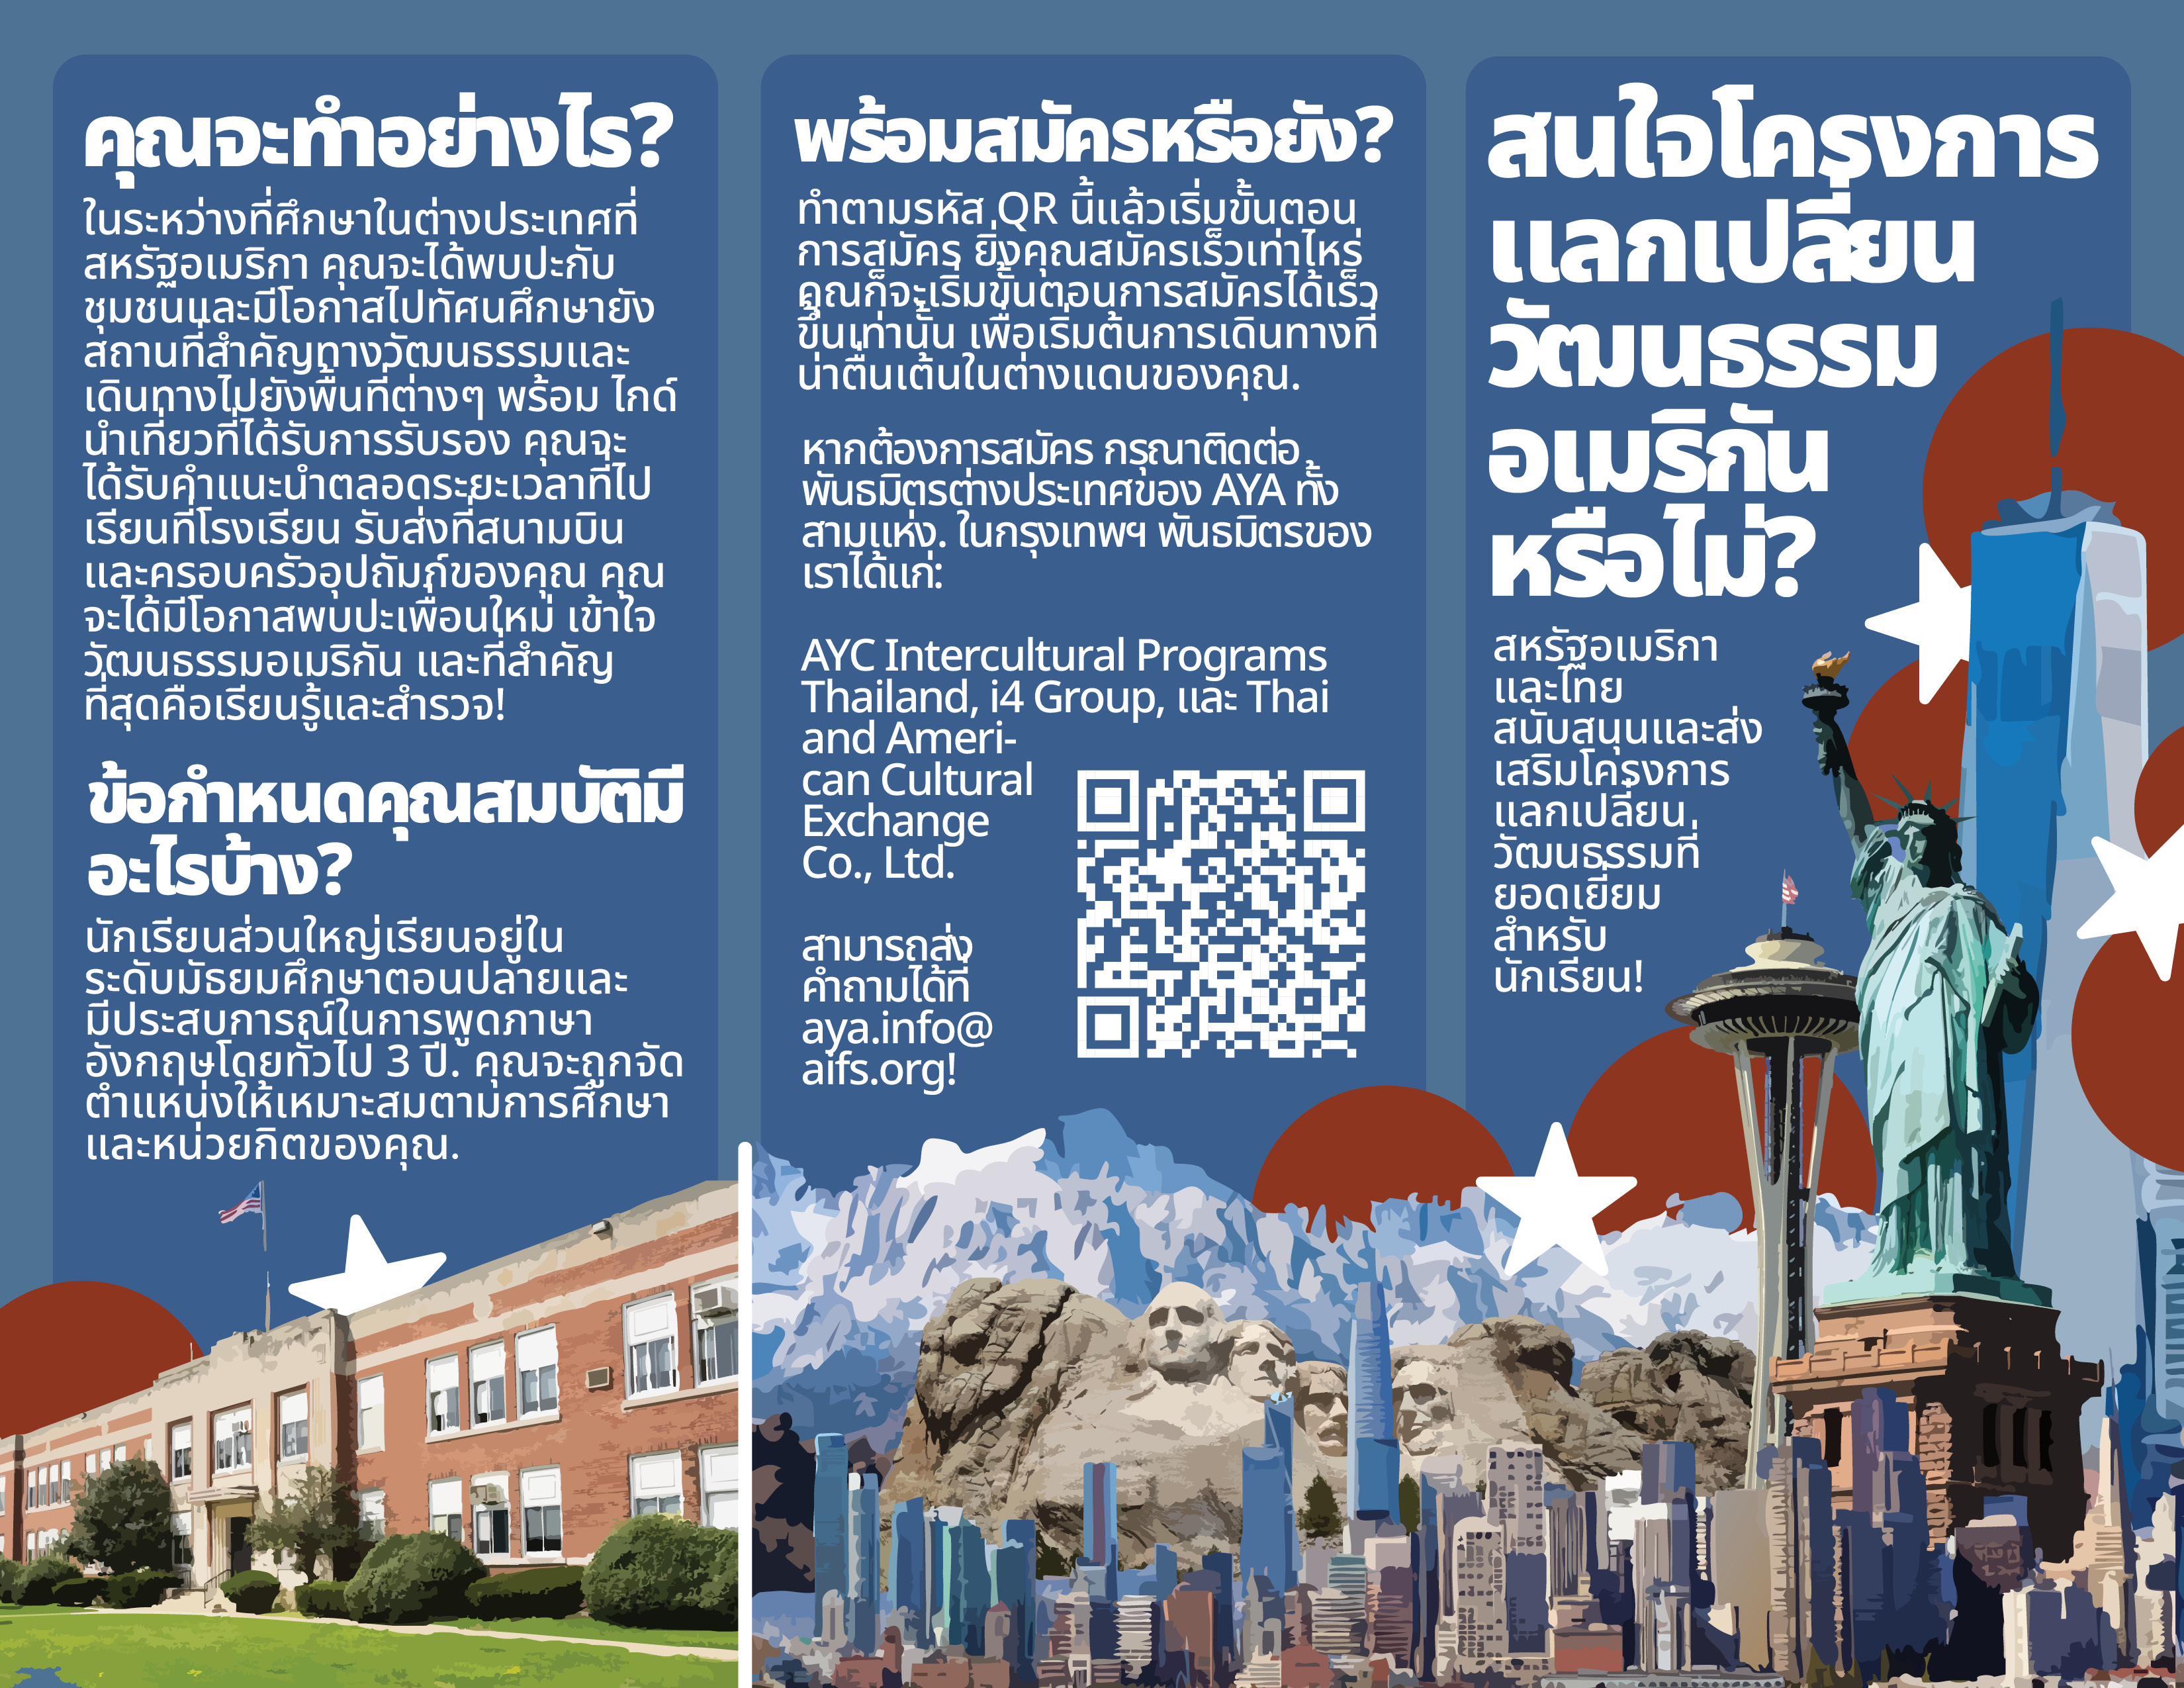 คุณจะทำอย่างไร?
ในระหว่างที่ศึกษาในต่างประเทศที่
สหรัฐอเมริกา คุณจะได้พบปะกับ
ชุมชนและมีโอกาสไปทัศนศึกษายัง
สถานที่สำคัญทางวัฒนธรรมและ
เดินทางไปยังพื้นที่ต่างๆ พร้อม ไกด์
นำเที่ยวที่ได้รับการรับรอง คุณจะ
ได้รับคำแนะนำตลอดระยะเวลาที่ไป
เรียนที่โรงเรียน รับส่งที่สนามบิน
และครอบครัวอุปถัมภ์ของคุณ คุณ
จะได้มีโอกาสพบปะเพื่อนใหม่ เข้าใจ
วัฒนธรรมอเมริกัน และที่สำคัญ
ที่สุดคือเรียนรู้และสำรวจ!
ข้อกำหนดคุณสมบัติมี
อะไรบ้าง?
นักเรียนส่วนใหญ่เรียนอยู่ใน
ระดับมัธยมศึกษาตอนปลายและ
มีประสบการณ์ในการพูดภาษา
อังกฤษโดยทั่วไป 3 ปี. คุณจะถูกจัด
ตำแหน่งให้เหมาะสมตามการศึกษา
และหน่วยกิตของคุณ.
พร้อมสมัครหรือยัง?
ทำตามรหัส QR นี้แล้วเริ่มขั้นตอน
การสมัคร ยิ่งคุณสมัครเร็วเท่าไหร่
คุณก็จะเริ่มขั้นตอนการสมัครได้เร็ว
ขึ้นเท่านั้น เพื่อเริ่มต้นการเดินทางที่
น่าตื่นเต้นในต่างแดนของคุณ.
หากต้องการสมัคร กรุณาติดต่อ
พันธมิตรต่างประเทศของ AYA ทั้ง
สามแห่ง. ในกรุงเทพฯ พันธมิตรของ
เราได้แก่:
AYC Intercultural Programs
Thailand, i4 Group, และ Thai
and Ameri-
can Cultural
Exchange
Co., Ltd.
สามารถส่ง
คำถามได้ที่
aya.info@
aifs.org!
สนใจโครงการ
แลกเปลี่ยน
วัฒนธรรม
อเมริกัน
หรือไม่?
สหรัฐอเมริกา
และไทย
สนับสนุนและส่ง
เสริมโครงการ
แลกเปลี่ยน
วัฒนธรรมที่
ยอดเยี่ยม
สำหรับ
นักเรียน!